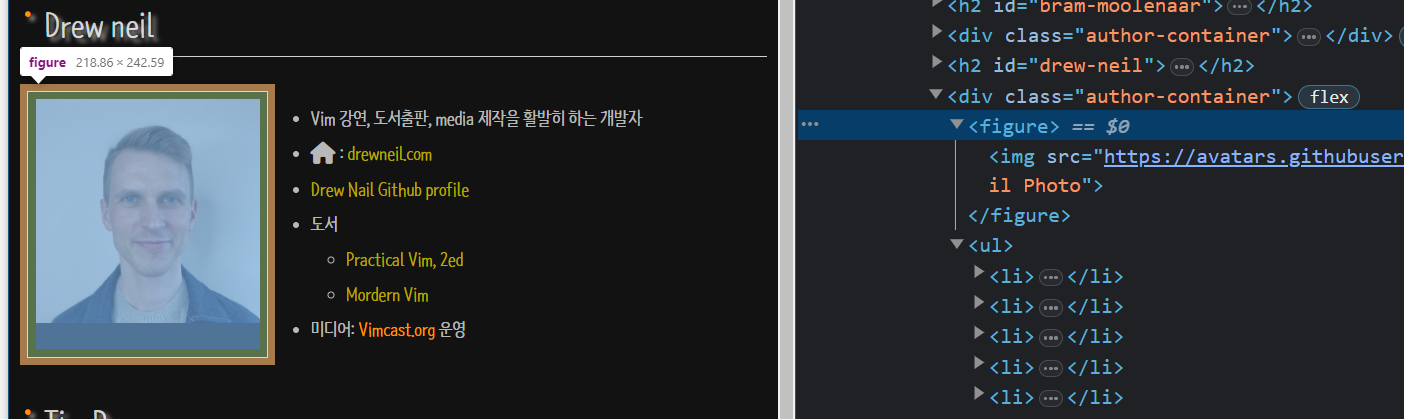 Drew neil
figure 218.86 × 242.59
Vim 강연, 도서출판, media 제작을 활발히 하는 개발자
: drewneil.com
Drew Nail Github profile
도서
Practical Vim, 2ed
Mordern Vim
미디어: Vimcast.org 운영
<h2 id="bram-moolenaar">…</h2>
<div class="author-container">…</div>
<h2 id="drew-neil">…</h2>
<div class="author-container"> flex
<figure> == $0
<img src="https://avatars.githubuser
il Photo">
</figure>
<ul>
<li>…</li>
<li>…</li>
<li>…</li>
<li>…</li>
<li>…</li>